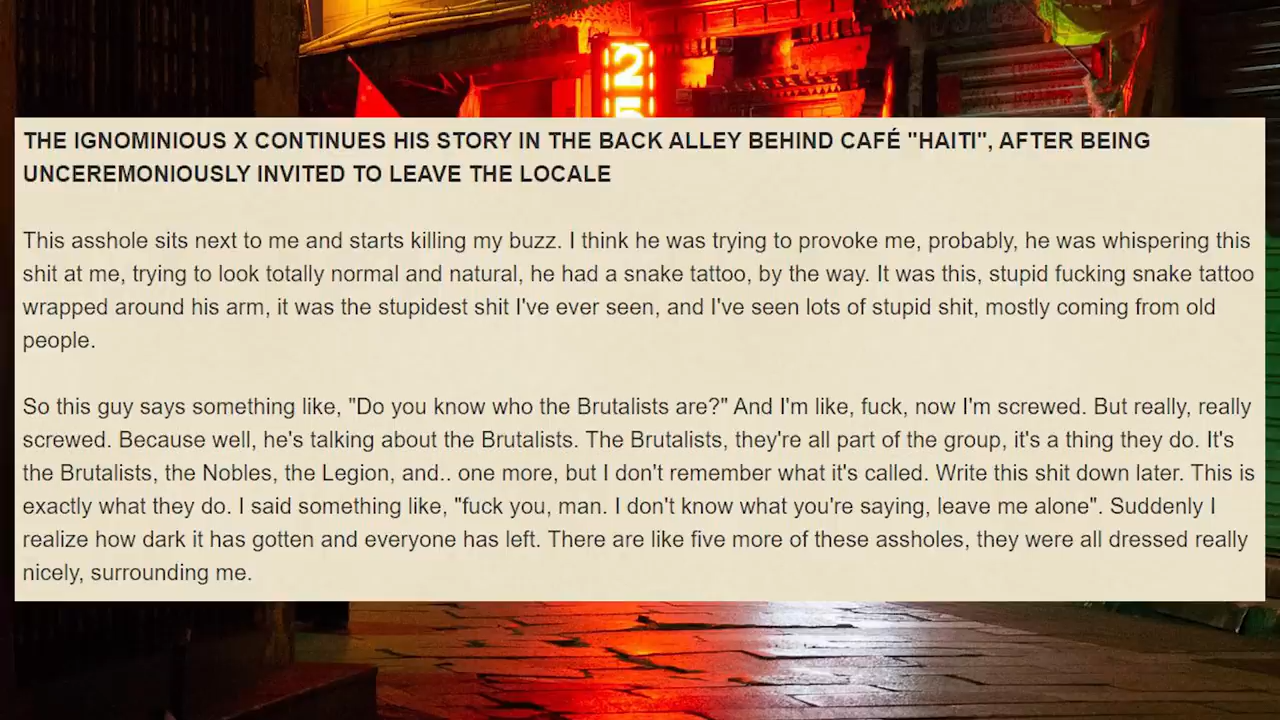 25
THE IGNOMINIOUS X CONTINUES HIS STORY IN THE BACK ALLEY BEHIND CAFÉ "HAITI", AFTER BEING
UNCEREMONIOUSLY INVITED TO LEAVE THE LOCALE
This asshole sits next to me and starts killing my buzz. I think he was trying to provoke me, probably, he was whispering this
shit at me, trying to look totally normal and natural, he had a snake tattoo, by the way. It was this, stupid fucking snake tattoo
wrapped around his arm, it was the stupidest shit I've ever seen, and I've seen lots of stupid shit, mostly coming from old
people.
So this guy says something like, "Do you know who the Brutalists are?" And I'm like, fuck, now I'm screwed. But really, really
screwed. Because well, he's talking about the Brutalists. The Brutalists, they're all part of the group, it's a thing they do. It's
the Brutalists, the Nobles, the Legion, and.. one more, but I don't remember what it's called. Write this shit down later. This is
exactly what they do. I said something like, "fuck you, man. I don't know what you're saying, leave me alone". Suddenly I
realize how dark it has gotten and everyone has left. There are like five more of these assholes, they were all dressed really
nicely, surrounding me.